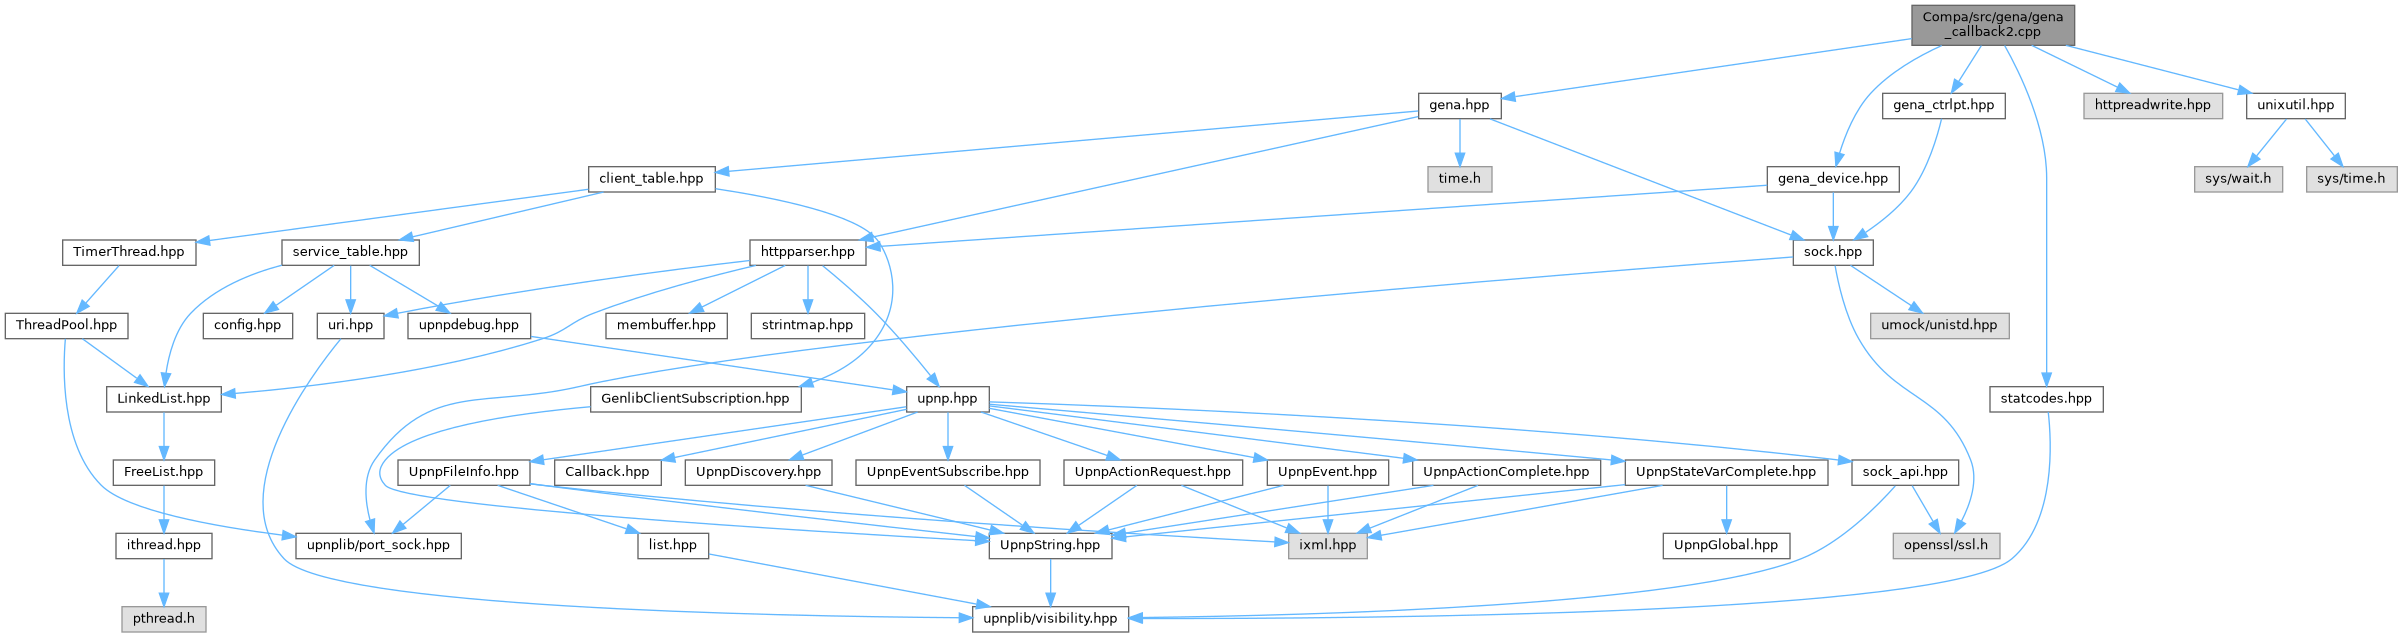 Compa/src/gena/gena
_callback2.cpp
gena.hpp
gena_ctrlpt.hpp
httpreadwrite.hpp
unixutil.hpp
client_table.hpp
time.h
gena_device.hpp
sys/wait.h
sys/time.h
TimerThread.hpp
service_table.hpp
httpparser.hpp
sock.hpp
ThreadPool.hpp
config.hpp
uri.hpp
upnpdebug.hpp
membuffer.hpp
strintmap.hpp
umock/unistd.hpp
LinkedList.hpp
GenlibClientSubscription.hpp
upnp.hpp
statcodes.hpp
FreeList.hpp
UpnpFileInfo.hpp
Callback.hpp
UpnpDiscovery.hpp
UpnpEventSubscribe.hpp
UpnpActionRequest.hpp
UpnpEvent.hpp
UpnpActionComplete.hpp
UpnpStateVarComplete.hpp
sock_api.hpp
ithread.hpp
upnplib/port_sock.hpp
list.hpp
UpnpString.hpp
ixml.hpp
UpnpGlobal.hpp
openssl/ssl.h
pthread.h
upnplib/visibility.hpp